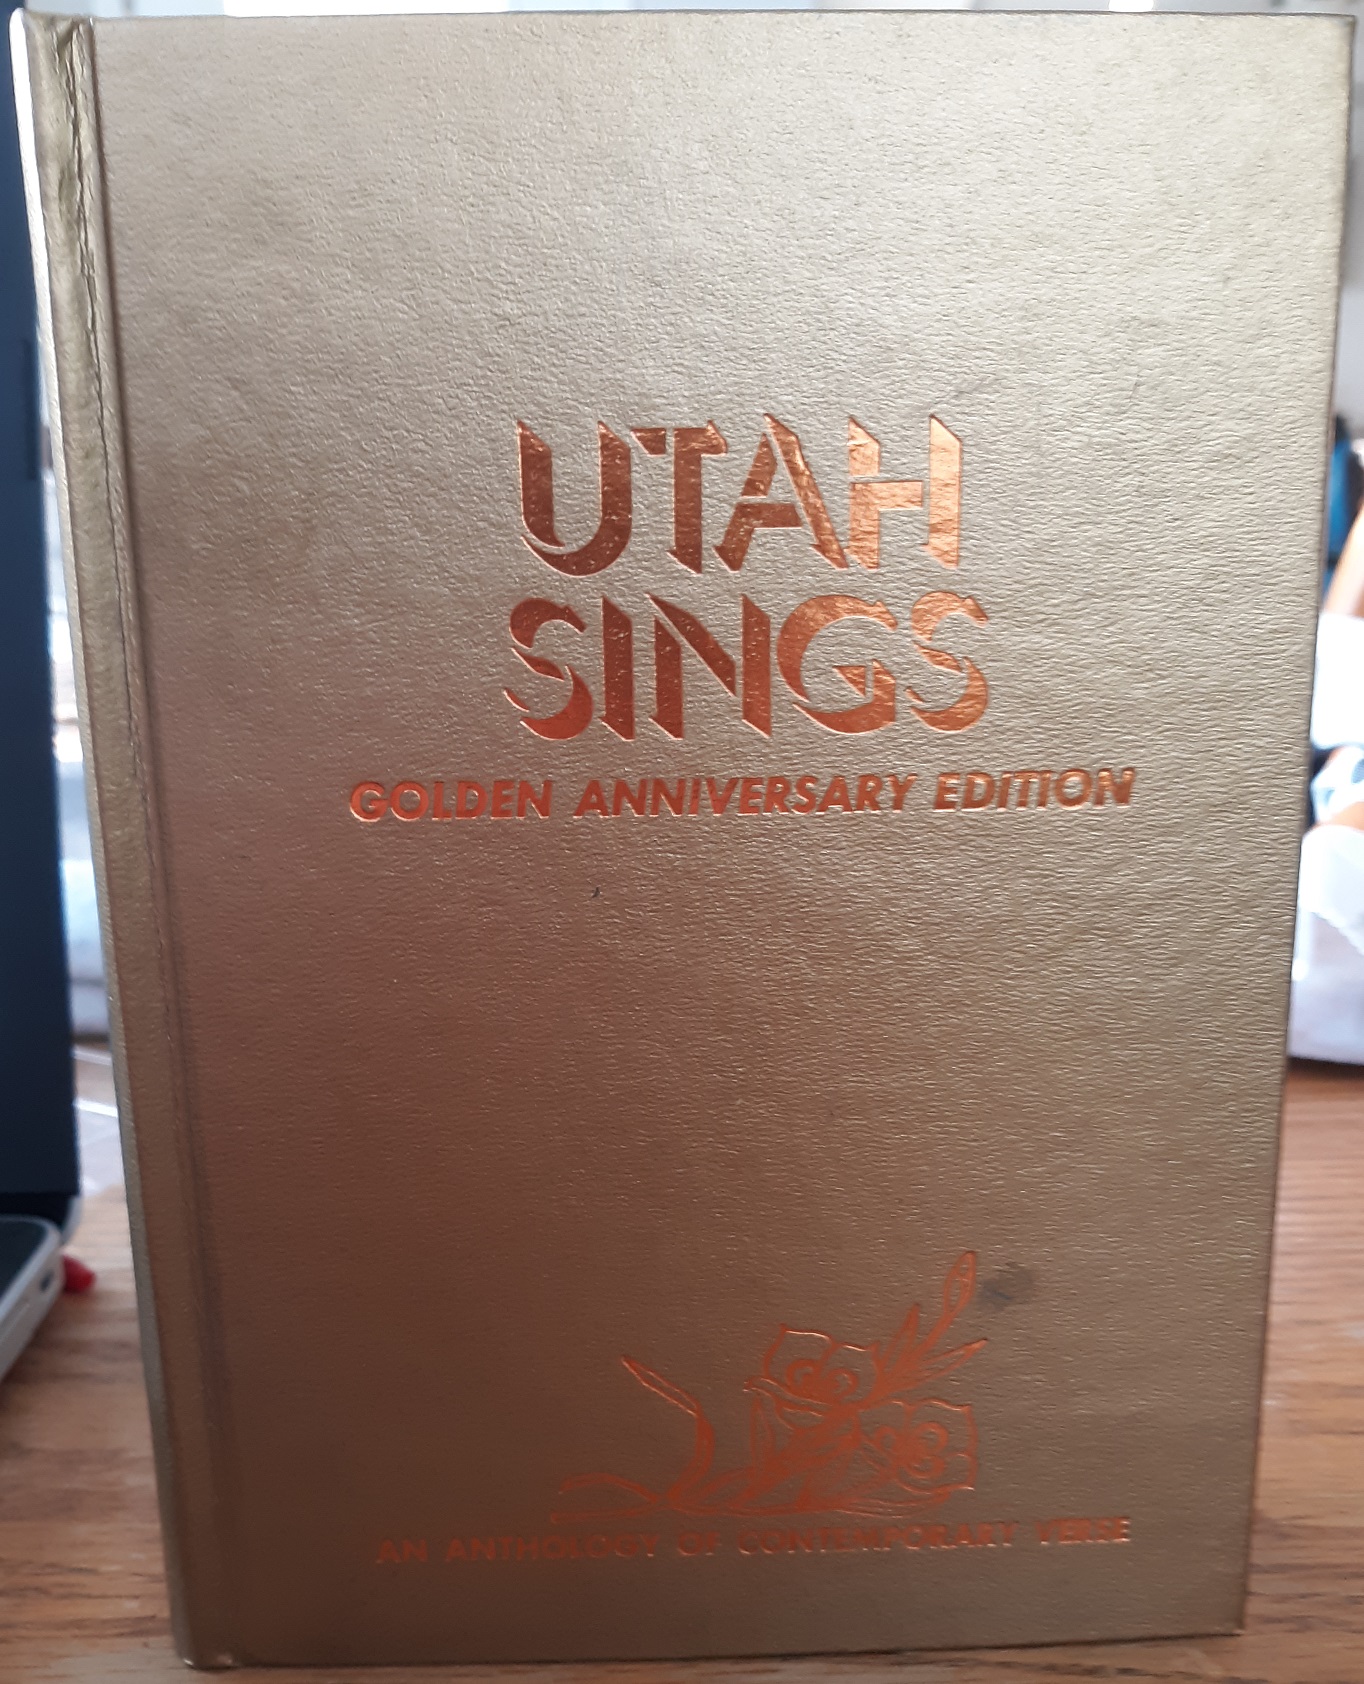 UTAH
SINGS
GOLDEN ANNIVERSARY EDITION
AN ANTHOLOGY OF CONTEMPORARY VERSE